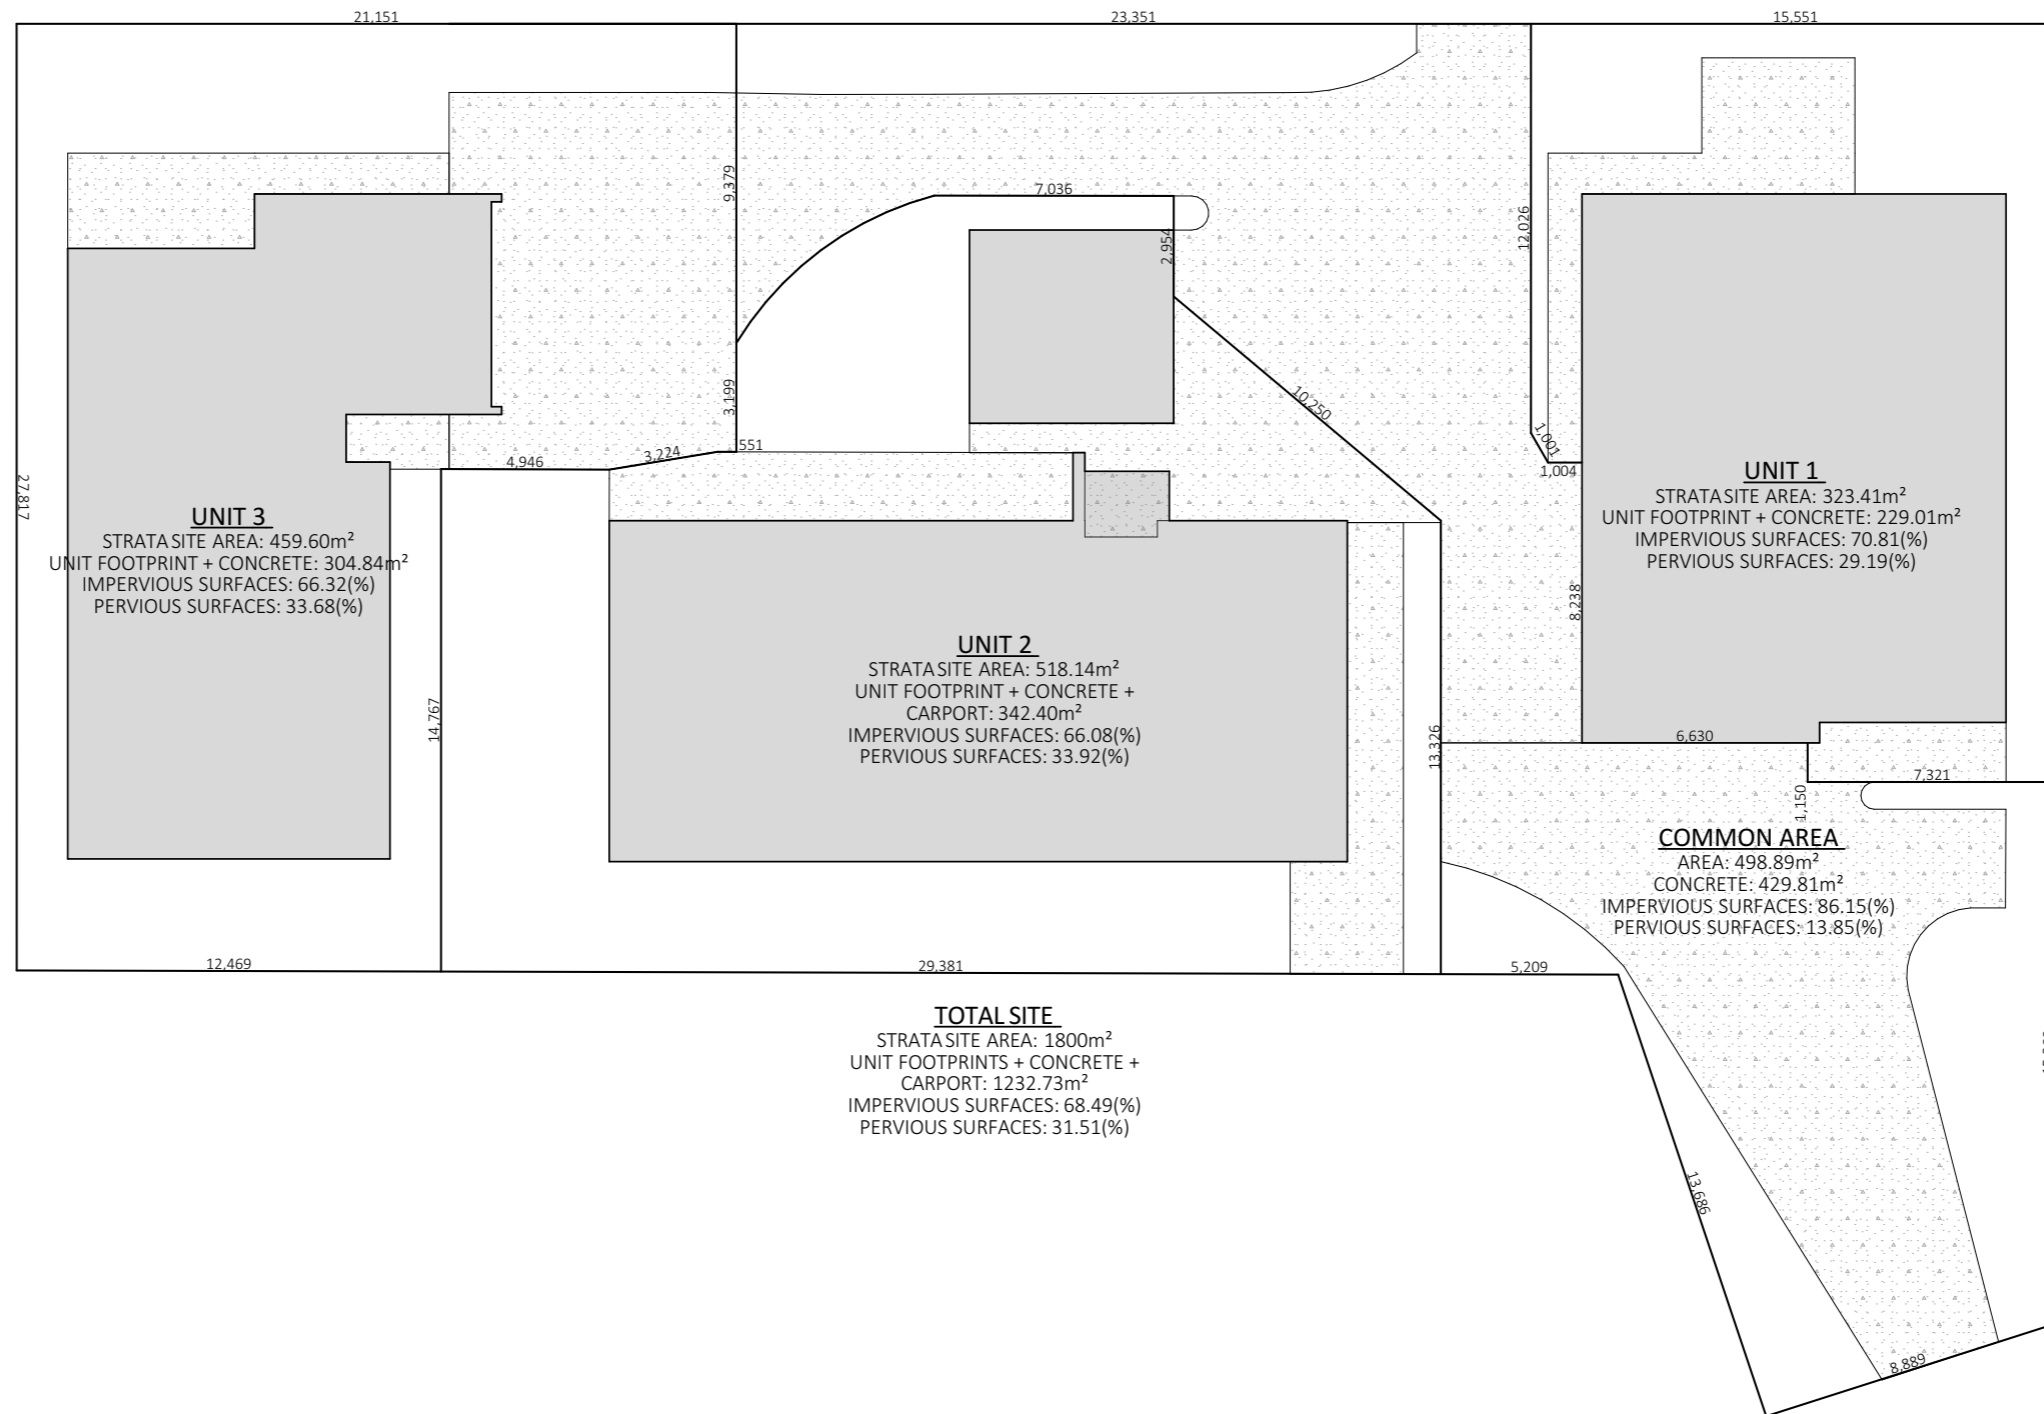 21,151
23,351
15,551
9,379
7,036
12,026
2,954
3,199
10,250
551
3,224
4,946
1,001
1,004
27,817
UNIT 3
STRATA SITE AREA: 459.60m²
UNIT FOOTPRINT + CONCRETE: 304.84m²
IMPERVIOUS SURFACES: 66.32(%)
PERVIOUS SURFACES: 33.68(%)
UNIT 1
STRATA SITE AREA: 323.41m²
UNIT FOOTPRINT + CONCRETE: 229.01m²
IMPERVIOUS SURFACES: 70.81(%)
PERVIOUS SURFACES: 29.19(%)
8,238
14,767
UNIT 2
STRATA SITE AREA: 518.14m²
UNIT FOOTPRINT + CONCRETE +
CARPORT: 342.40m²
IMPERVIOUS SURFACES: 66.08(%)
PERVIOUS SURFACES: 33.92(%)
13,326
6,630
7,321
1,150
COMMON AREA
AREA: 498.89m²
CONCRETE: 429.81m²
IMPERVIOUS SURFACES: 86.15(%)
PERVIOUS SURFACES: 13.85(%)
12,469
29,381
5,209
TOTAL SITE
STRATA SITE AREA: 1800m²
UNIT FOOTPRINTS + CONCRETE +
CARPORT: 1232.73m²
IMPERVIOUS SURFACES: 68.49(%)
PERVIOUS SURFACES: 31.51(%)
13,686
8,889